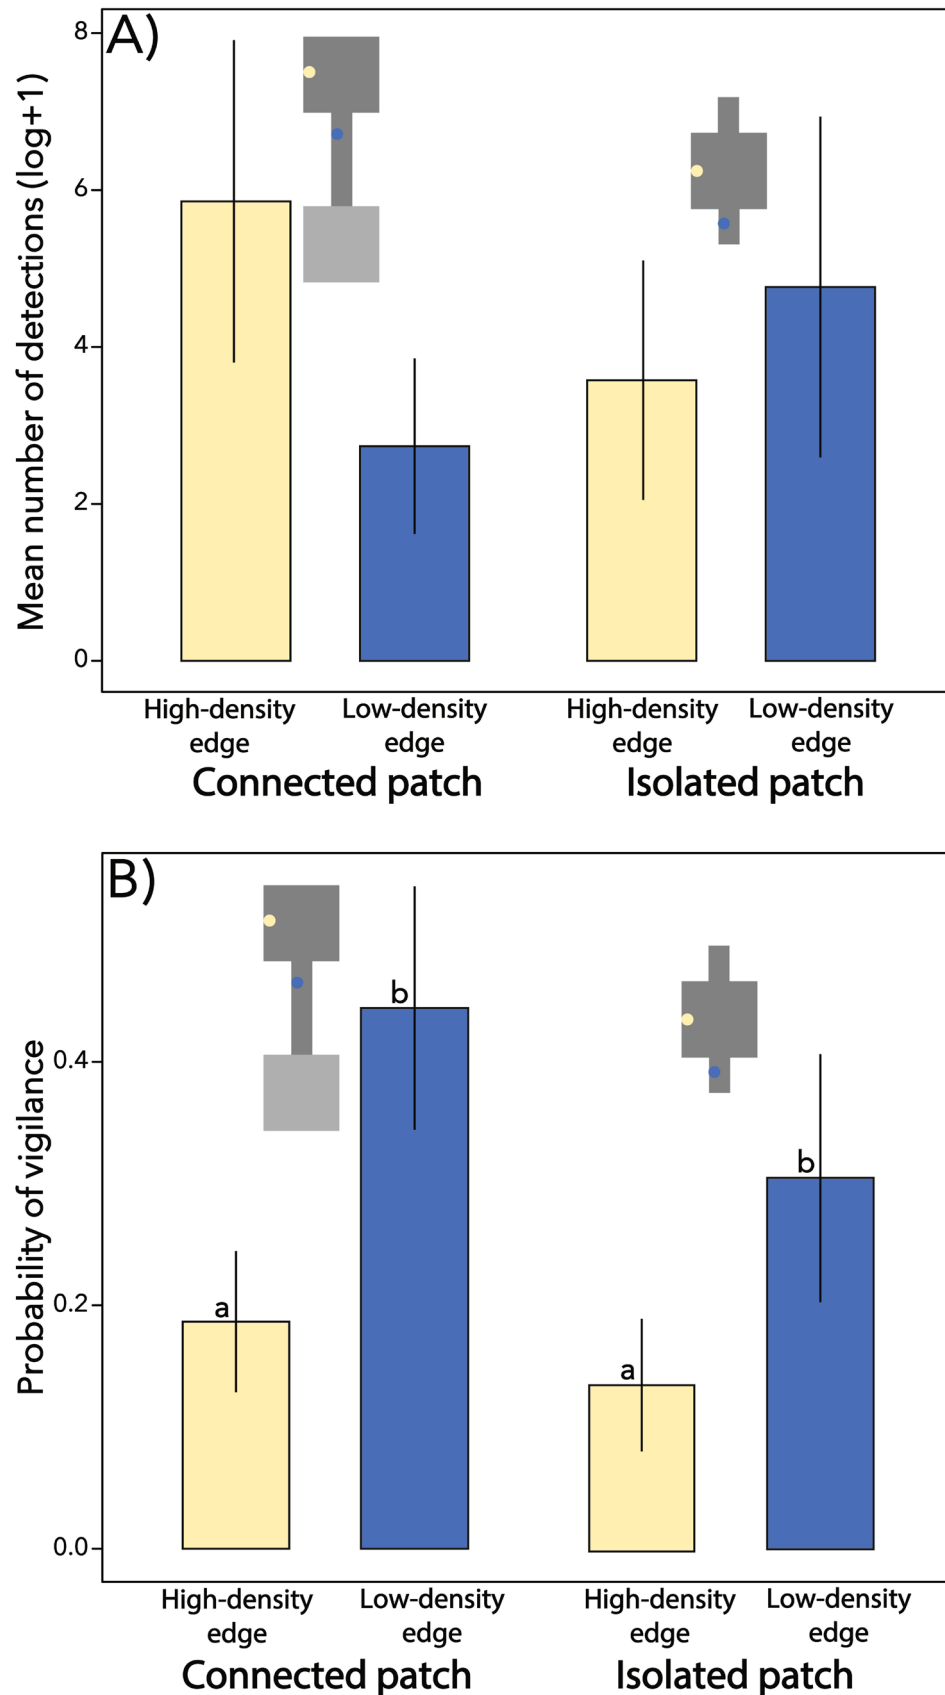 A)
Mean number of detections (log+1)
8
6
4
2
0
High-density edge
Low-density edge
High-density edge
Low-density edge
Connected patch
Isolated patch
B)
Probability of vigilance
0.4
0.2
0.0
a
b
a
b
High-density edge
Low-density edge
High-density edge
Low-density edge
Connected patch
Isolated patch